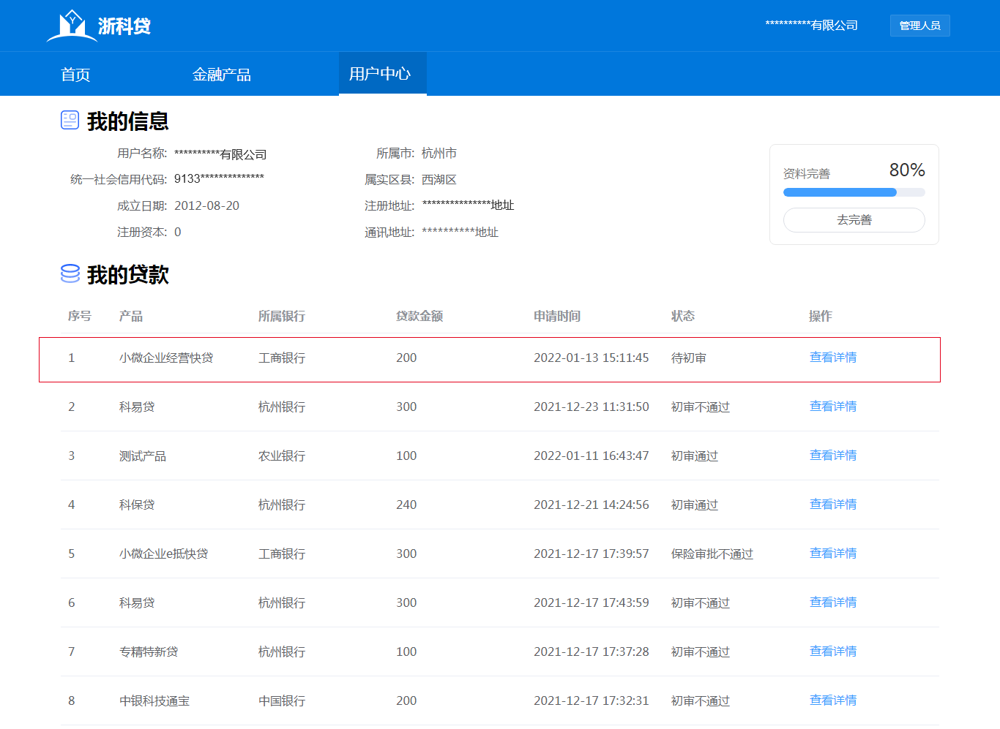 浙科贷
**********有限公司 管理人员
首页 金融产品 用户中心
我的信息
用户名称: **********有限公司 所属市: 杭州市
统一社会信用代码: 9133************** 属实区县: 西湖区
成立日期: 2012-08-20 注册地址: ***************地址
注册资本: 0 通讯地址: **********地址
资料完善 80%
去完善
我的贷款
序号 产品 所属银行 贷款金额 申请时间 状态 操作
1 小微企业经营快贷 工商银行 200 2022-01-13 15:11:45 待初审 查看详情
2 科易贷 杭州银行 300 2021-12-23 11:31:50 初审不通过 查看详情
3 测试产品 农业银行 100 2022-01-11 16:43:47 初审通过 查看详情
4 科保贷 杭州银行 240 2021-12-21 14:24:56 初审通过 查看详情
5 小微企业e抵快贷 工商银行 300 2021-12-17 17:39:57 保险审批不通过 查看详情
6 科易贷 杭州银行 300 2021-12-17 17:43:59 初审不通过 查看详情
7 专精特新贷 杭州银行 100 2021-12-17 17:37:28 初审不通过 查看详情
8 中银科技通宝 中国银行 200 2021-12-17 17:32:31 初审不通过 查看详情